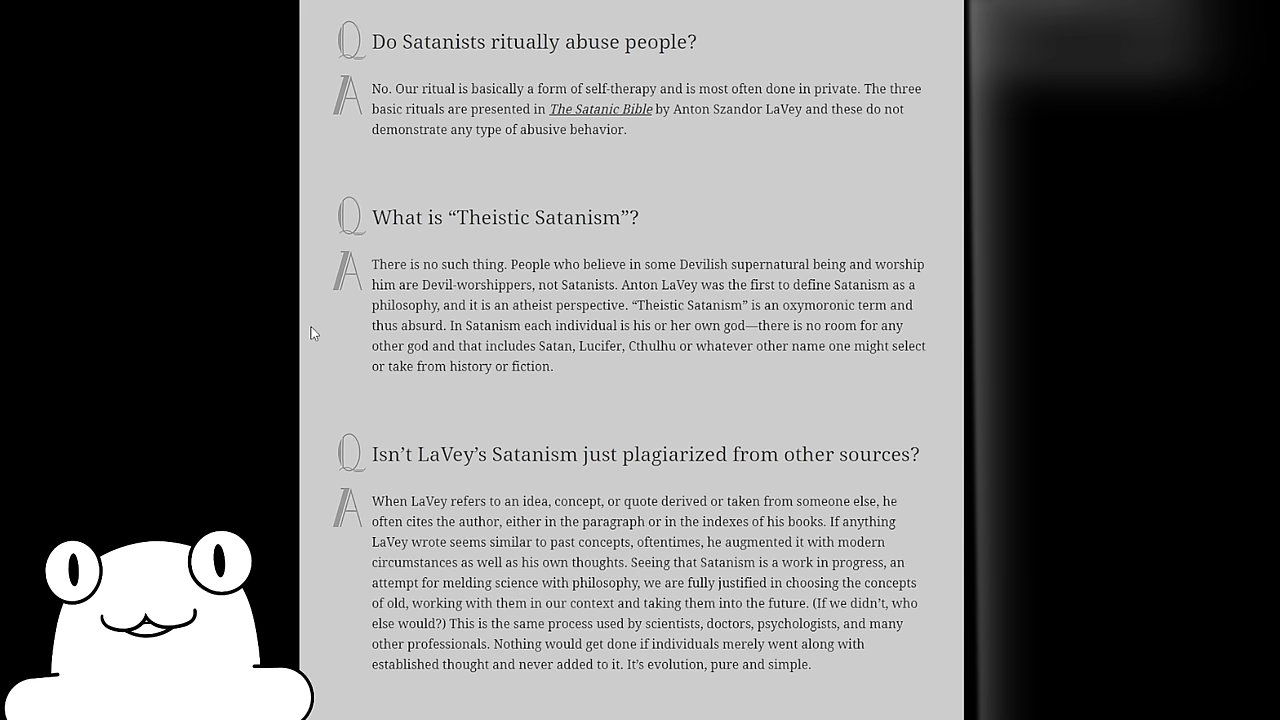 Q Do Satanists ritually abuse people?
A No. Our ritual is basically a form of self-therapy and is most often done in private. The three
basic rituals are presented in The Satanic Bible by Anton Szandor LaVey and these do not
demonstrate any type of abusive behavior.
Q What is “Theistic Satanism”?
A There is no such thing. People who believe in some Devilish supernatural being and worship
him are Devil-worshippers, not Satanists. Anton LaVey was the first to define Satanism as a
philosophy, and it is an atheist perspective. “Theistic Satanism” is an oxymoronic term and
thus absurd. In Satanism each individual is his or her own god—there is no room for any
other god and that includes Satan, Lucifer, Cthulhu or whatever other name one might select
or take from history or fiction.
Q Isn’t LaVey’s Satanism just plagiarized from other sources?
A When LaVey refers to an idea, concept, or quote derived or taken from someone else, he
often cites the author, either in the paragraph or in the indexes of his books. If anything
LaVey wrote seems similar to past concepts, oftentimes, he augmented it with modern
circumstances as well as his own thoughts. Seeing that Satanism is a work in progress, an
attempt for melding science with philosophy, we are fully justified in choosing the concepts
of old, working with them in our context and taking them into the future. (If we didn’t, who
else would?) This is the same process used by scientists, doctors, psychologists, and many
other professionals. Nothing would get done if individuals merely went along with
established thought and never added to it. It’s evolution, pure and simple.